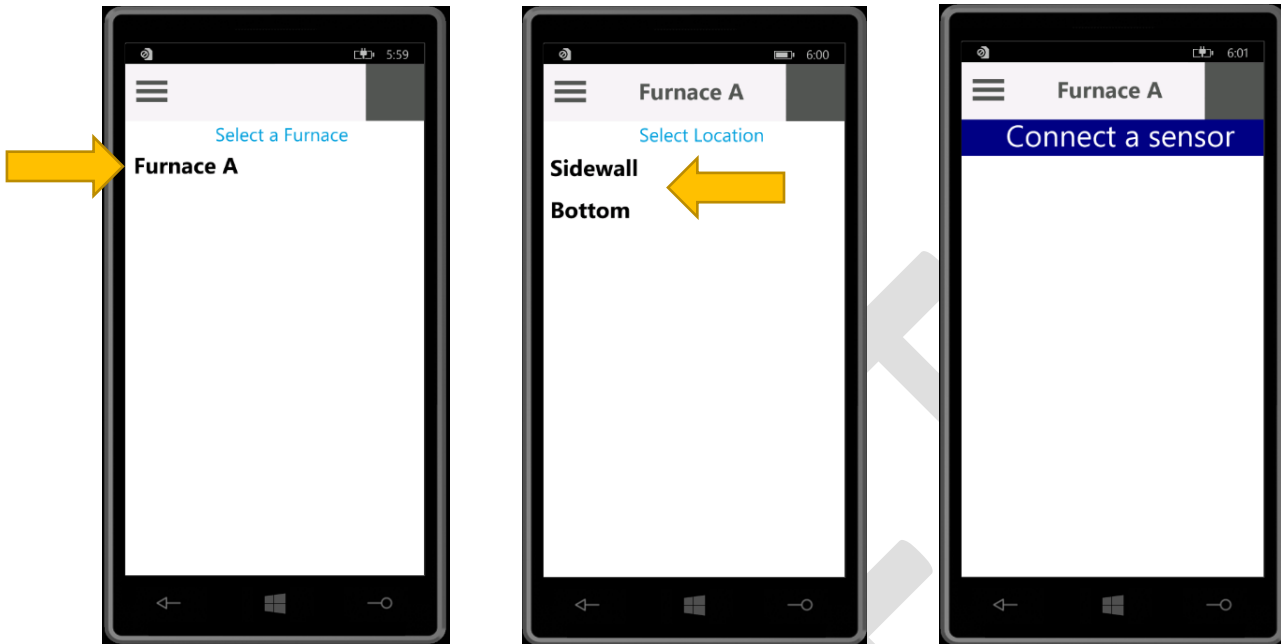 5:59
Select a Furnace
Furnace A
6:00
Furnace A
Select Location
Sidewall
Bottom
6:01
Furnace A
Connect a sensor